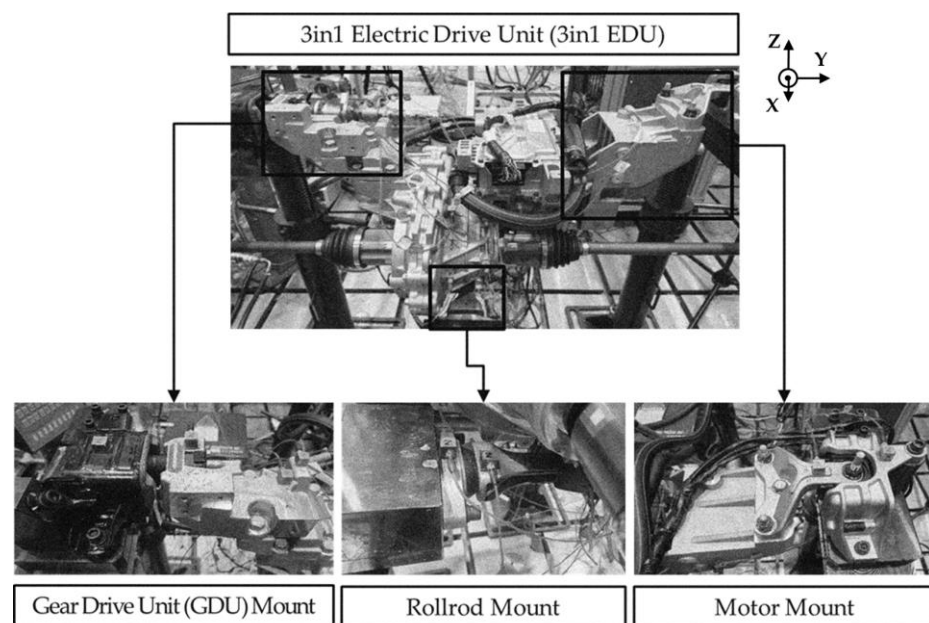 3in1 Electric Drive Unit (3in1 EDU)
Z
Y
X
Gear Drive Unit (GDU) Mount
Rollrod Mount
Motor Mount